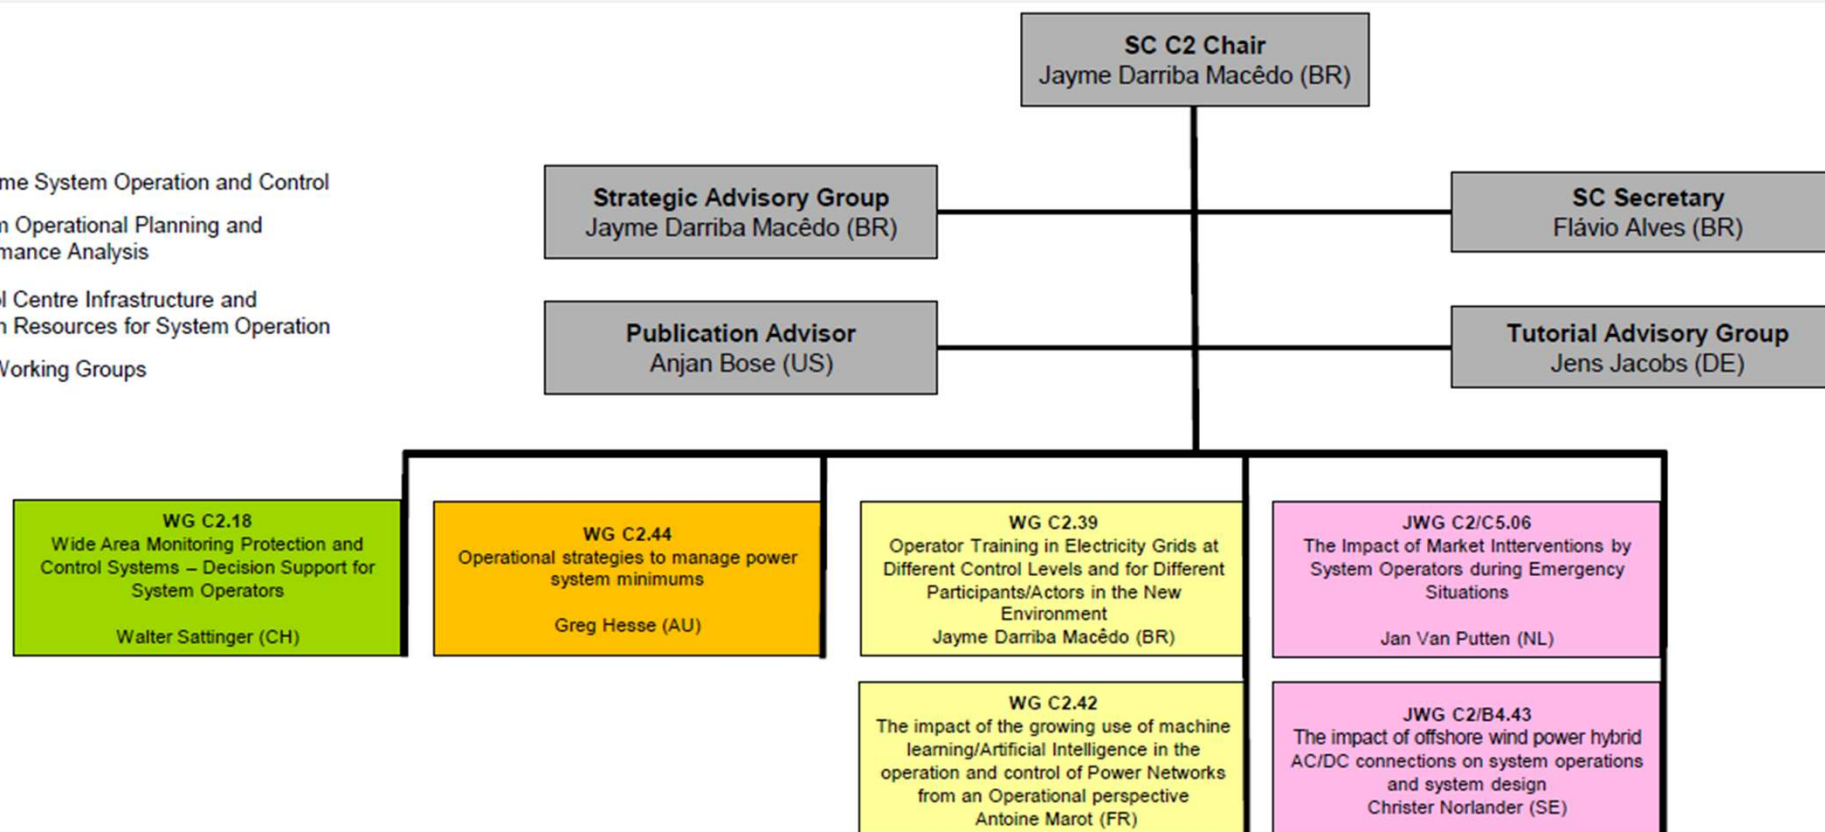 SC C2 Chair
Jayme Darriba Macêdo (BR)
Strategic Advisory Group
Jayme Darriba Macêdo (BR)
SC Secretary
Flávio Alves (BR)
Publication Advisor
Anjan Bose (US)
Tutorial Advisory Group
Jens Jacobs (DE)
me System Operation and Control
Operational Planning and
mance Analysis
Centre Infrastructure and
Resources for System Operation
Working Groups
WG C2.18
Wide Area Monitoring Protection and
Control Systems – Decision Support for
System Operators
Walter Sattinger (CH)
WG C2.44
Operational strategies to manage power
system minimums
Greg Hesse (AU)
WG C2.39
Operator Training in Electricity Grids at
Different Control Levels and for Different
Participants/Actors in the New
Environment
Jayme Darriba Macêdo (BR)
WG C2.42
The impact of the growing use of machine
learning/Artificial Intelligence in the
operation and control of Power Networks
from an Operational perspective
Antoine Marot (FR)
JWG C2/C5.06
The Impact of Market Intterventions by
System Operators during Emergency
Situations
Jan Van Putten (NL)
JWG C2/B4.43
The impact of offshore wind power hybrid
AC/DC connections on system operations
and system design
Christer Norlander (SE)